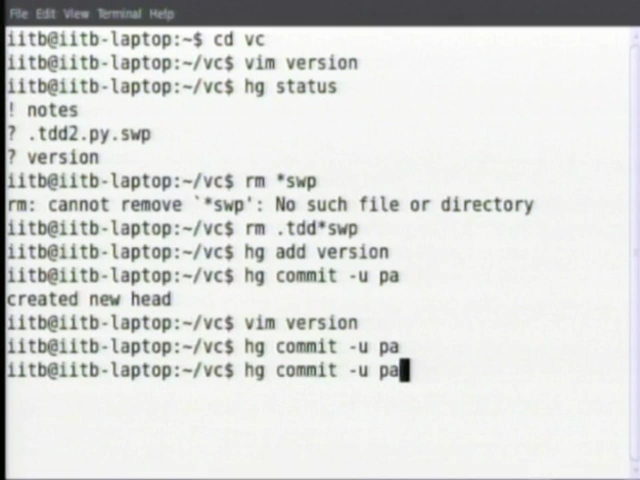 File Edit View Terminal Help
iitb@iitb-laptop:~$ cd vc
iitb@iitb-laptop:~/vc$ vim version
iitb@iitb-laptop:~/vc$ hg status
! notes
? .tdd2.py.swp
? version
iitb@iitb-laptop:~/vc$ rm *swp
rm: cannot remove `*swp': No such file or directory
iitb@iitb-laptop:~/vc$ rm .tdd*swp
iitb@iitb-laptop:~/vc$ hg add version
iitb@iitb-laptop:~/vc$ hg commit -u pa
created new head
iitb@iitb-laptop:~/vc$ vim version
iitb@iitb-laptop:~/vc$ hg commit -u pa
iitb@iitb-laptop:~/vc$ hg commit -u pa